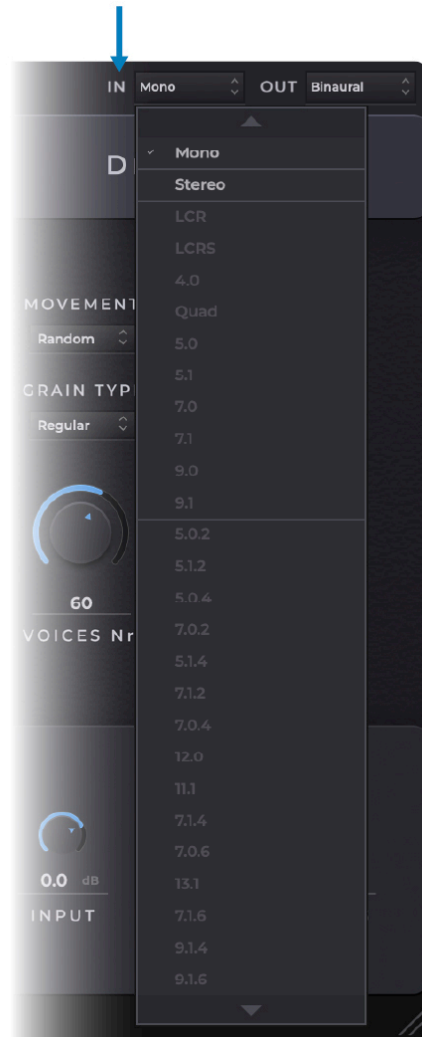 IN Mono OUT Binaural
Mono
D
Stereo
LCR
LCRS
4.0
MOVEMENT
Quad
Random
5.0
5.1
GRAIN TYP
7.0
Regular
7.1
9.0
9.1
5.0.2
5.1.2
60
5.0.4
VOICES Nr
7.0.2
5.1.4
7.1.2
7.0.4
12.0
11.1
7.1.4
7.0.6
0.0 dB
13.1
INPUT
7.1.6
9.1.4
9.1.6